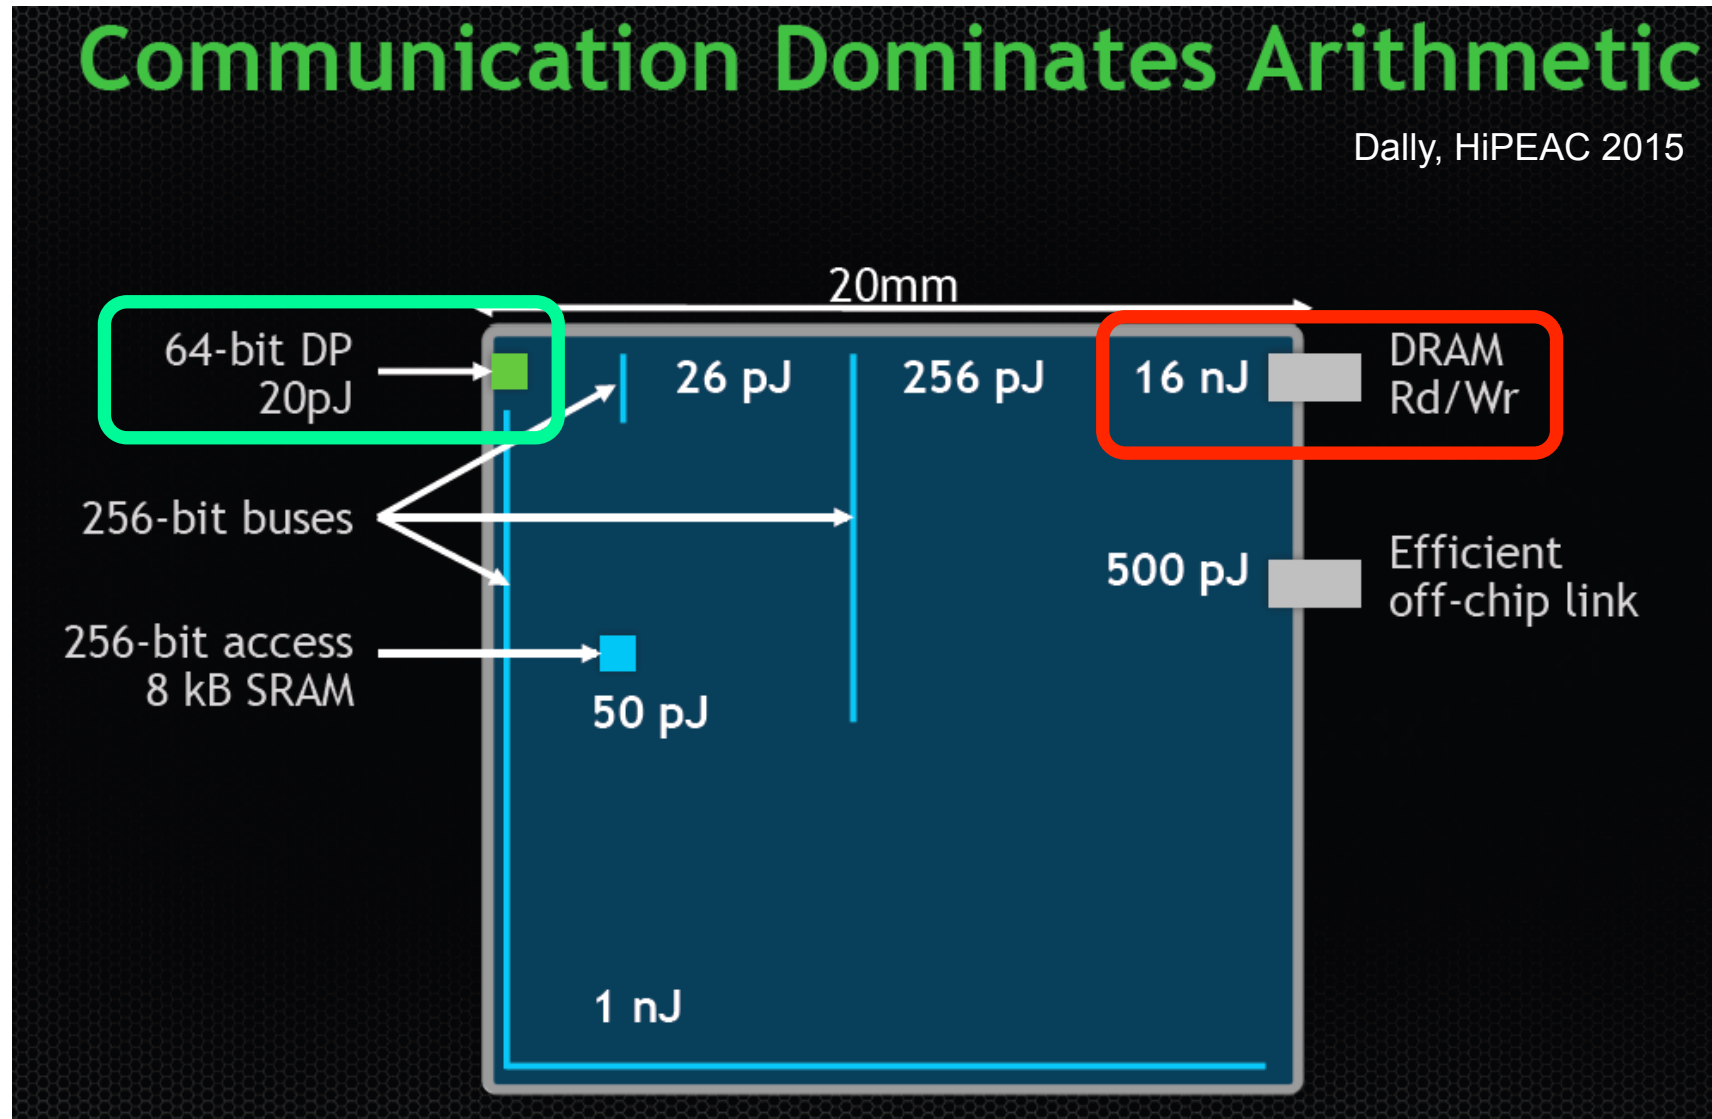 Communication Dominates Arithmetic
Dally, HiPEAC 2015
20mm
64-bit DP
20pJ
26 pJ
256 pJ
16 nJ
DRAM
Rd/Wr
256-bit buses
500 pJ
Efficient
off-chip link
256-bit access
8 kB SRAM
50 pJ
1 nJ